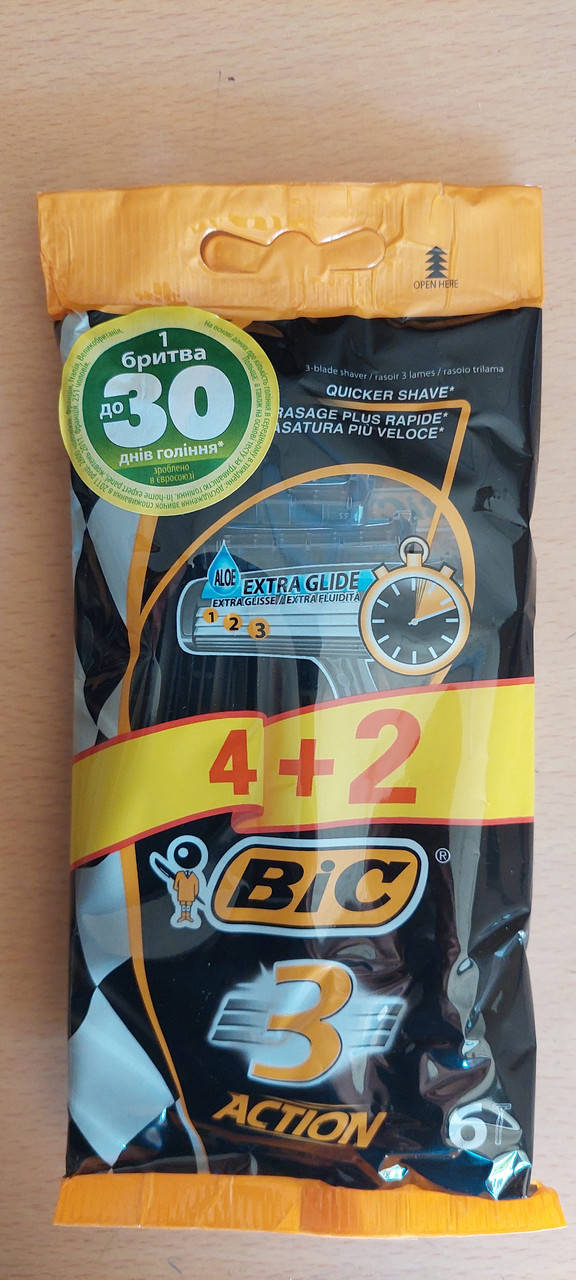 OPEN HERE
1
бритва
до 30
днів гоління*
зроблено
в Євросоюзі
3-blade shaver / rasoir 3 lames / rasoio trilama
QUICKER SHAVE*
RASAGE PLUS RAPIDE*
ASATURA PIÙ VELOCE*
ALOE EXTRA GLIDE
EXTRA GLISSE / EXTRA FLUIDITÀ
1 2 3
4+2
BiC ®
3
ACTION
6